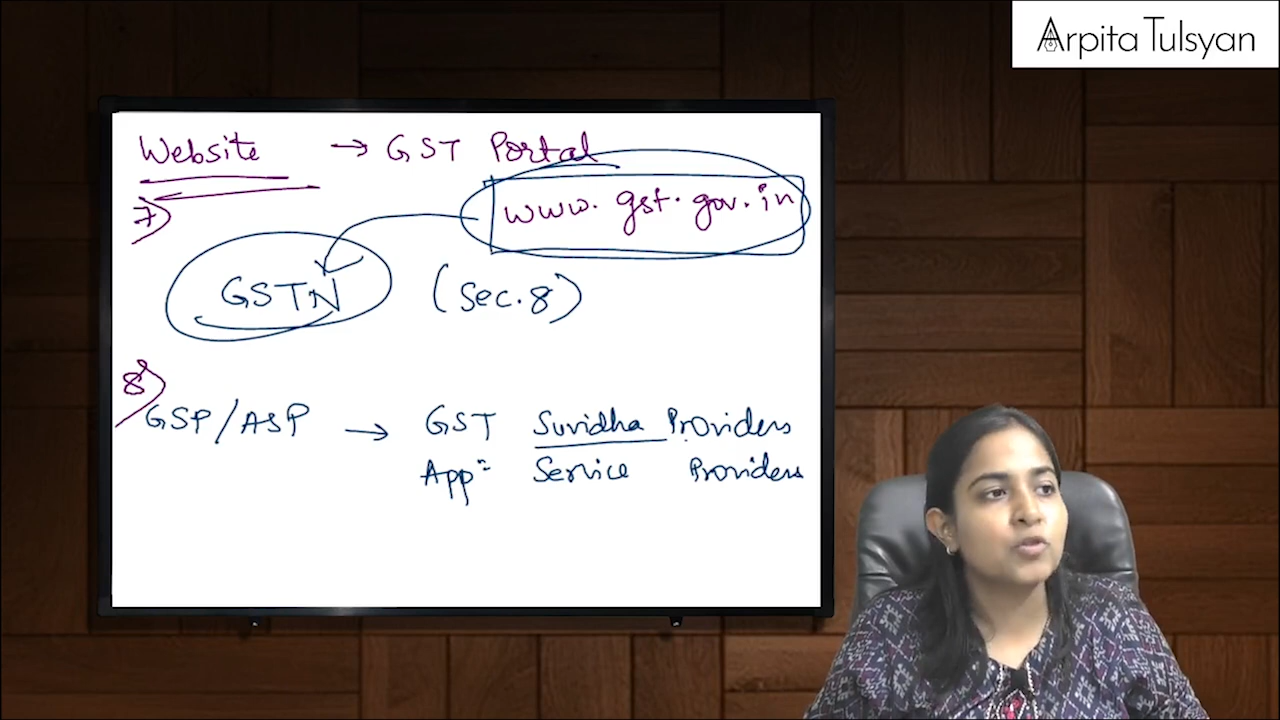 Arpita Tulsyan
Website → GST Portal
www.gst.gov.in
7)
GSTN (Sec.8)
8)
GSP/ASP → GST Suvidha Providers
Appⁿ Service Providers